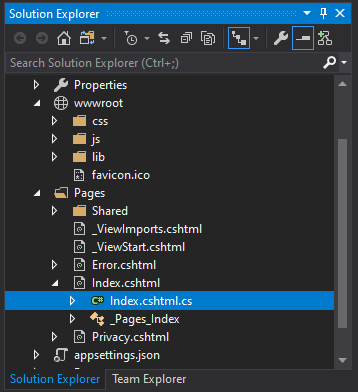 Solution Explorer
Search Solution Explorer (Ctrl+;)
Properties
wwwroot
css
js
lib
favicon.ico
Pages
Shared
_ViewImports.cshtml
_ViewStart.cshtml
Error.cshtml
Index.cshtml
C# Index.cshtml.cs
_Pages_Index
Privacy.cshtml
appsettings.json
Solution Explorer Team Explorer